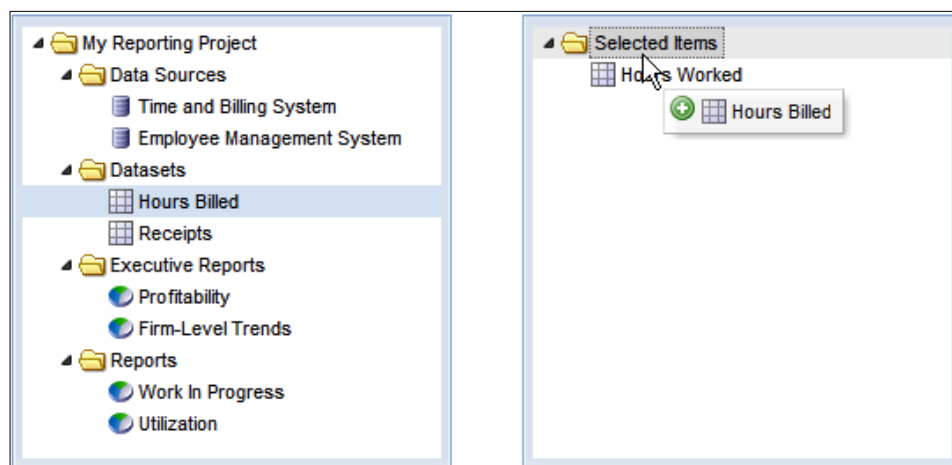 My Reporting Project
Data Sources
Time and Billing System
Employee Management System
Datasets
Hours Billed
Receipts
Executive Reports
Profitability
Firm-Level Trends
Reports
Work In Progress
Utilization
Selected Items
Hours Worked
Hours Billed